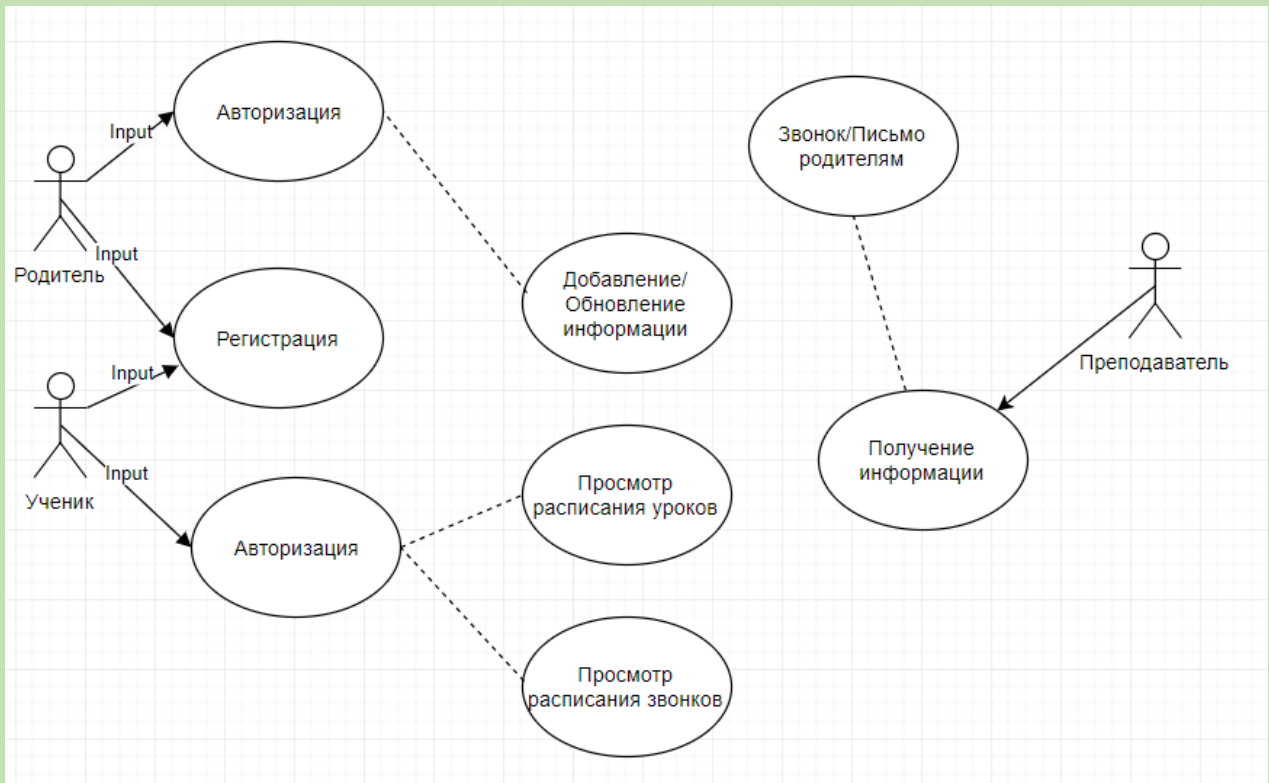 Авторизация
Input
Input
Родитель
Регистрация
Input
Input
Ученик
Авторизация
Добавление/
Обновление
информации
Просмотр
расписания уроков
Просмотр
расписания звонков
Звонок/Письмо
родителям
Преподаватель
Получение
информации